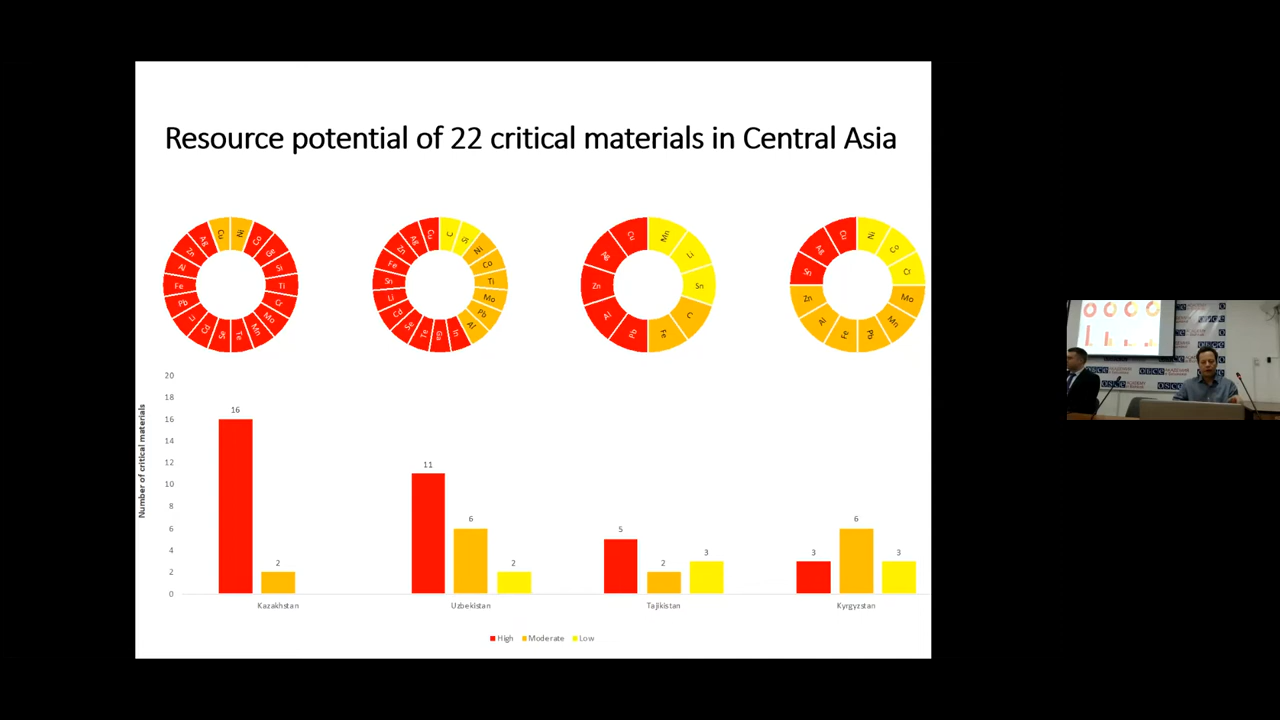 Resource potential of 22 critical materials in Central Asia
Cu Ni Co Ga Si Ti Cr Mo Mn Te Se Cd Li Pb Fe Al Zn Ag
C Si Ni Co Ti Mo Pb Al In Ga Te Se Cd Li Sn Fe Zn Ag Cu
Mn Li Sn C Fe Pb Al Zn Ag Cu
Ni Co Cr Mo Mn Pb Fe Al Zn Sn Ag Cu
Number of critical materials
20
18
16
14
12
10
8
6
4
2
0
16
2
11
6
2
5
2
3
3
6
3
Kazakhstan
Uzbekistan
Tajikistan
Kyrgyzstan
High Moderate Low
osce